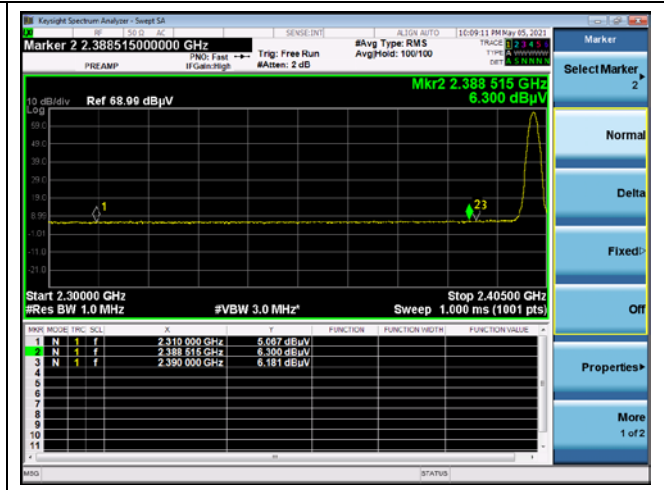 Keysight Spectrum Analyzer - Swept SA
RF 50 Ω AC SENSE:INT ALIGN AUTO 10:09:11 PM May 05, 2021
Marker 2 2.388515000000 GHz
#Avg Type: RMS
TRACE 1 2 3 4 5 6
PREAMP
PNO: Fast
IFGain:High
Trig: Free Run
#Atten: 2 dB
Avg|Hold: 100/100
TYPE A WWWWW
DET A S N N N N
Mkr2 2.388 515 GHz
6.300 dBµV
10 dB/div Ref 68.99 dBµV
Log
59.0
49.0
39.0
29.0
19.0
8.99
-1.01
-11.0
-21.0
1
2
3
Start 2.30000 GHz
Stop 2.40500 GHz
#Res BW 1.0 MHz
#VBW 3.0 MHz*
Sweep 1.000 ms (1001 pts)
MKR MODE TRC SCL X Y FUNCTION FUNCTION WIDTH FUNCTION VALUE
1 N 1 f 2.310 000 GHz 5.067 dBµV
2 N 1 f 2.388 515 GHz 6.300 dBµV
3 N 1 f 2.390 000 GHz 6.181 dBµV
4
5
6
7
8
9
10
11
MSG
STATUS
Marker
Select Marker
2
Normal
Delta
Fixed
Off
Properties
More
1 of 2